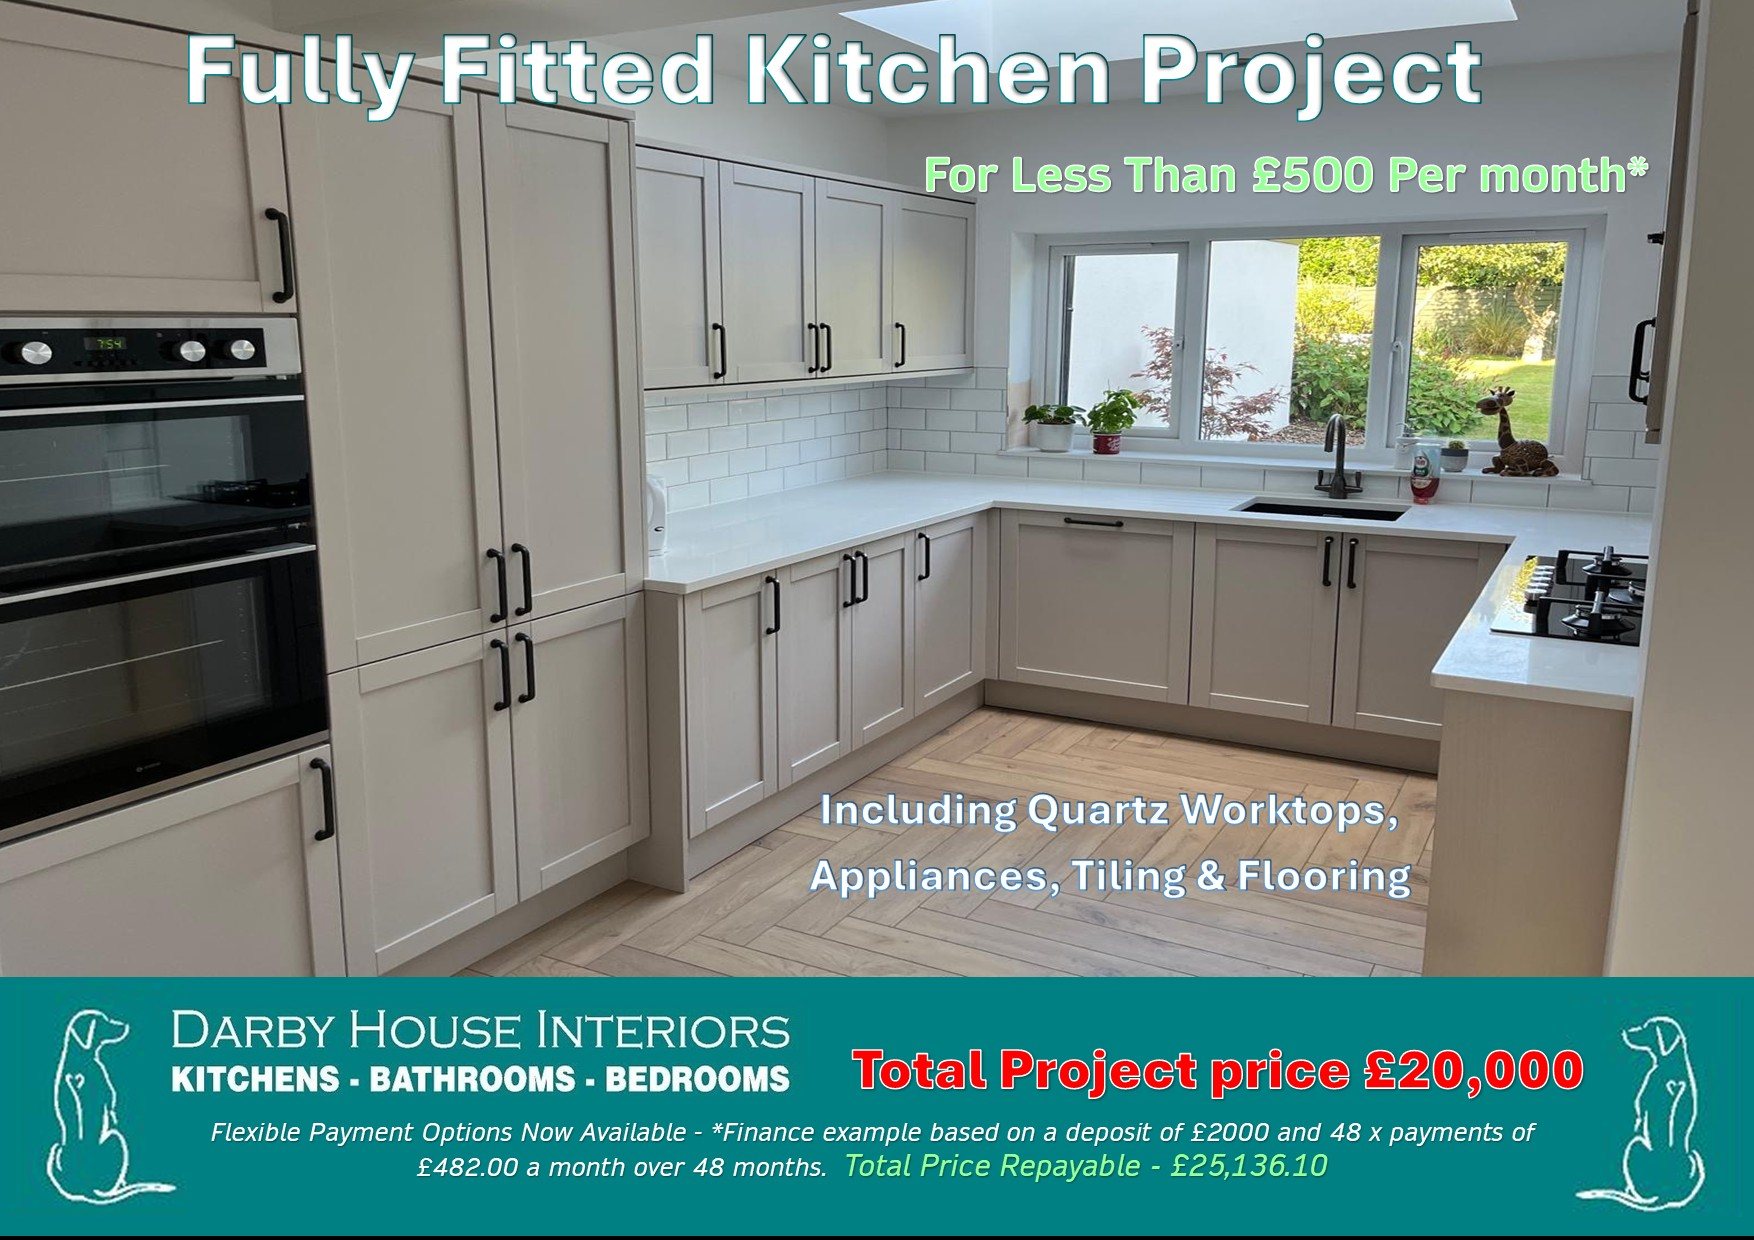 Fully Fitted Kitchen Project
For Less Than £500 Per month*
7:54
Including Quartz Worktops,
Appliances, Tiling & Flooring
DARBY HOUSE INTERIORS
KITCHENS - BATHROOMS - BEDROOMS
Total Project price £20,000
Flexible Payment Options Now Available - *Finance example based on a deposit of £2000 and 48 x payments of
£482.00 a month over 48 months. Total Price Repayable - £25,136.10